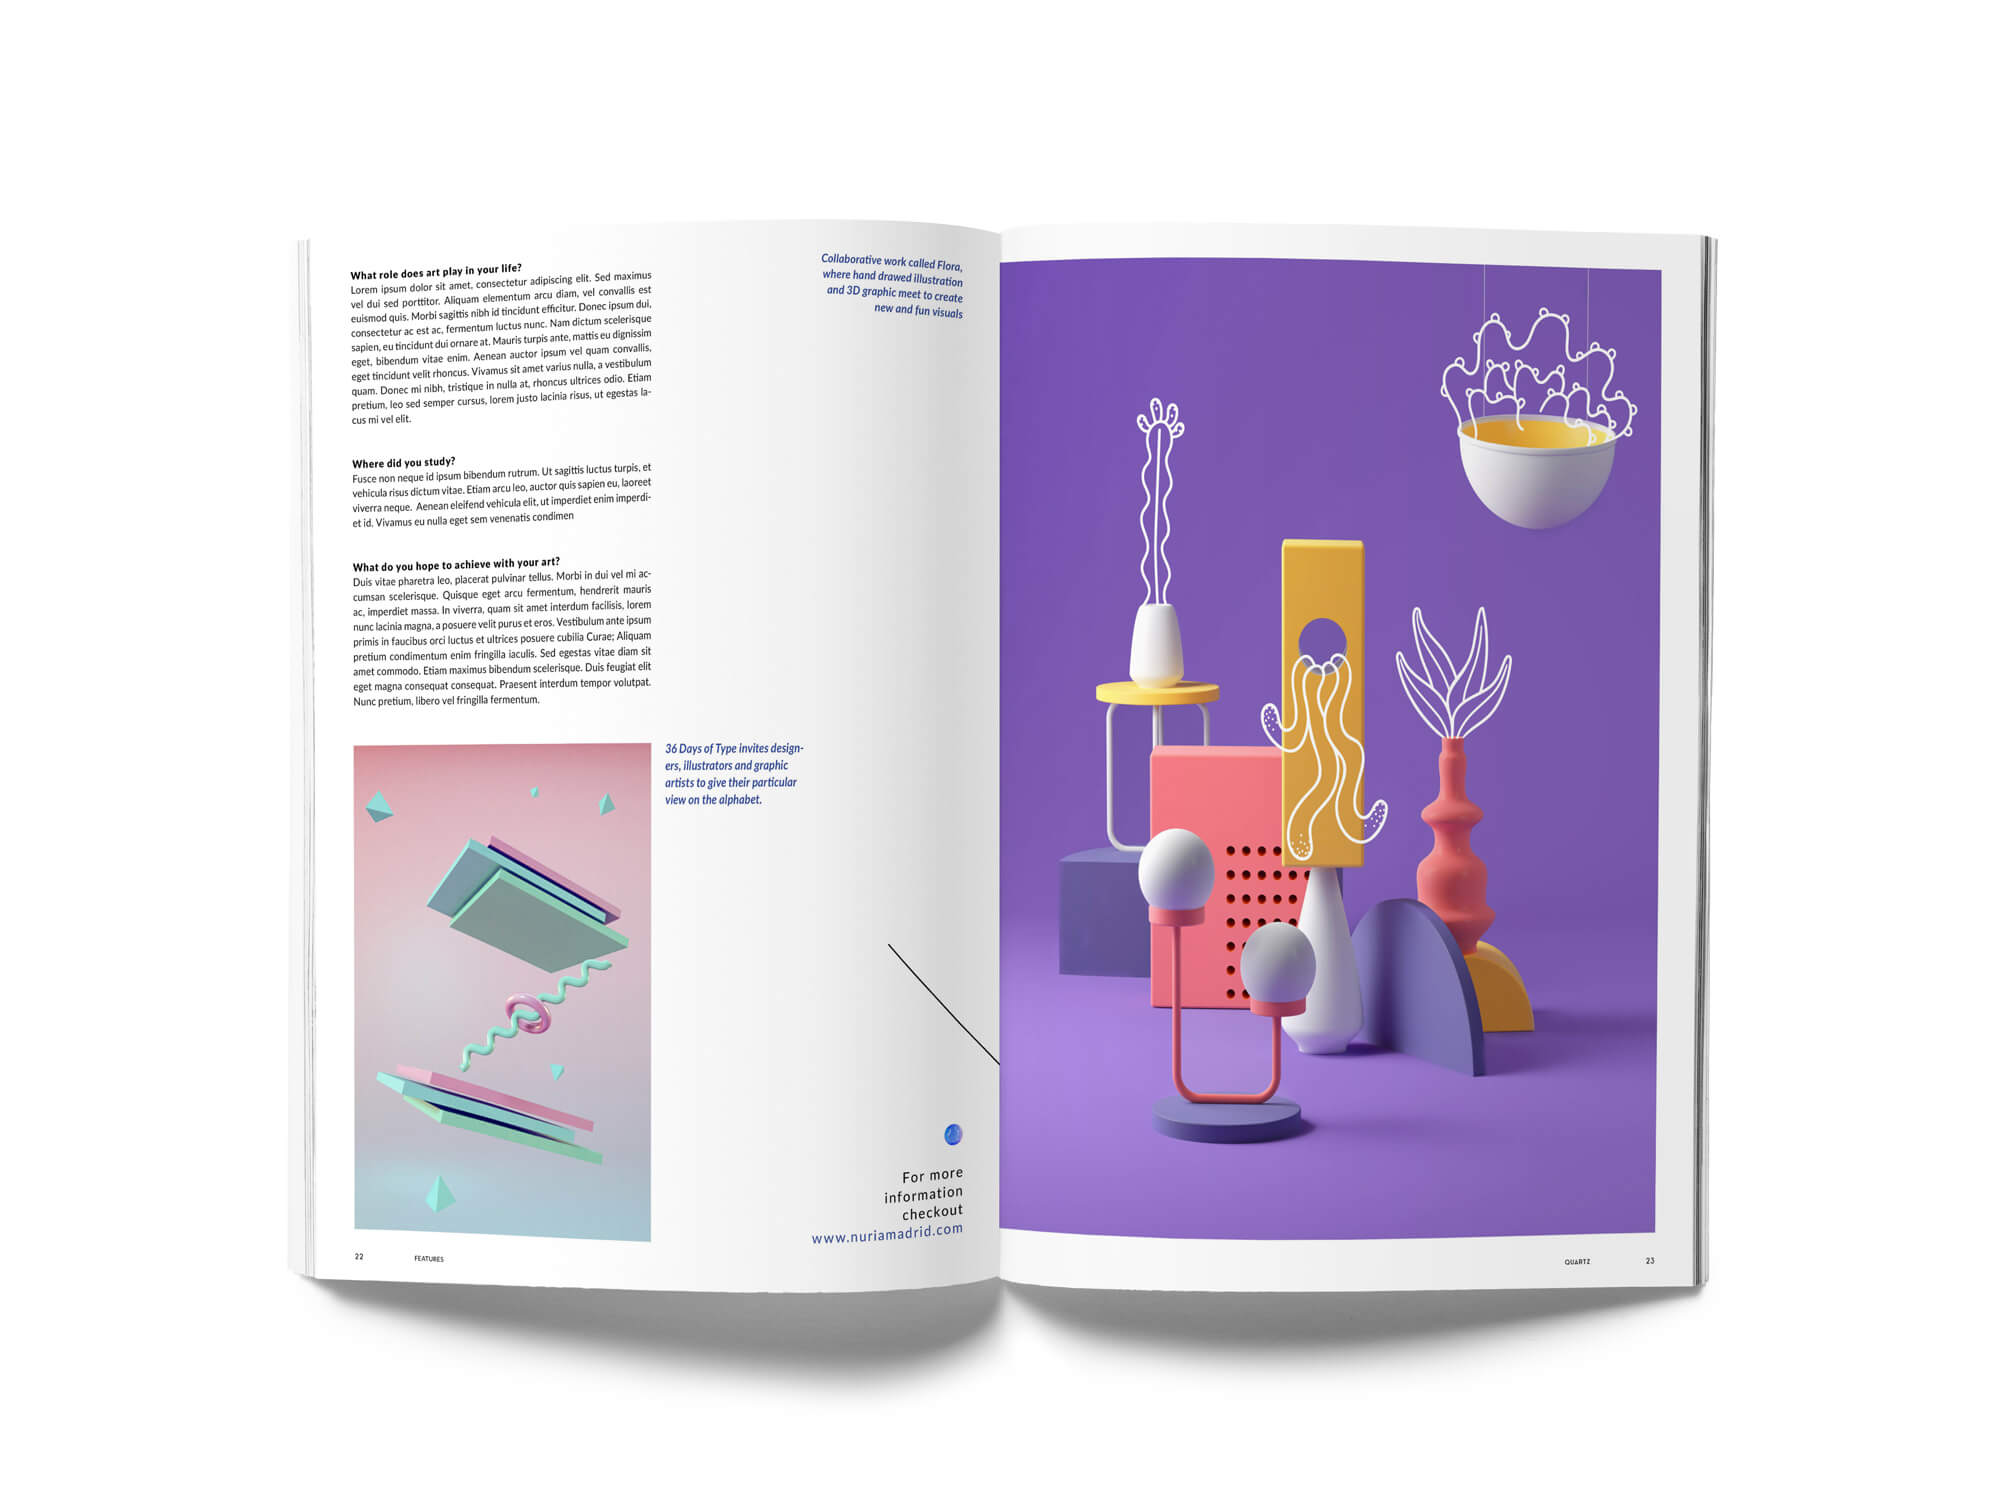 What role does art play in your life?
Lorem ipsum dolor sit amet, consectetur adipiscing elit. Sed maximus
vel dui sed porttitor. Aliquam elementum arcu diam, vel convallis est
euismod quis. Morbi sagittis nibh id tincidunt efficitur. Donec ipsum dui,
consectetur ac est ac, fermentum luctus nunc. Nam dictum scelerisque
sapien, eu tincidunt dui ornare at. Mauris turpis ante, mattis eu dignissim
eget, bibendum vitae enim. Aenean auctor ipsum vel quam convallis,
eget tincidunt velit rhoncus. Vivamus sit amet varius nulla, a vestibulum
quam. Donec mi nibh, tristique in nulla at, rhoncus ultrices odio. Etiam
pretium, leo sed semper cursus, lorem justo lacinia risus, ut egestas la-
cus mi vel elit.
Where did you study?
Fusce non neque id ipsum bibendum rutrum. Ut sagittis luctus turpis, et
vehicula risus dictum vitae. Etiam arcu leo, auctor quis sapien eu, laoreet
viverra neque. Aenean eleifend vehicula elit, ut imperdiet enim imperdi-
et id. Vivamus eu nulla eget sem venenatis condimen
What do you hope to achieve with your art?
Duis vitae pharetra leo, placerat pulvinar tellus. Morbi in dui vel mi ac-
cumsan scelerisque. Quisque eget arcu fermentum, hendrerit mauris
ac, imperdiet massa. In viverra, quam sit amet interdum facilisis, lorem
nunc lacinia magna, a posuere velit purus et eros. Vestibulum ante ipsum
primis in faucibus orci luctus et ultrices posuere cubilia Curae; Aliquam
pretium condimentum enim fringilla iaculis. Sed egestas vitae diam sit
amet commodo. Etiam maximus bibendum scelerisque. Duis feugiat elit
eget magna consequat consequat. Praesent interdum tempor volutpat.
Nunc pretium, libero vel fringilla fermentum.
36 Days of Type invites design-
ers, illustrators and graphic
artists to give their particular
view on the alphabet.
Collaborative work called Flora,
where hand drawed illustration
and 3D graphic meet to create
new and fun visuals
For more
information
checkout
www.nuriamadrid.com
22 FEATURES
QUARTZ 23